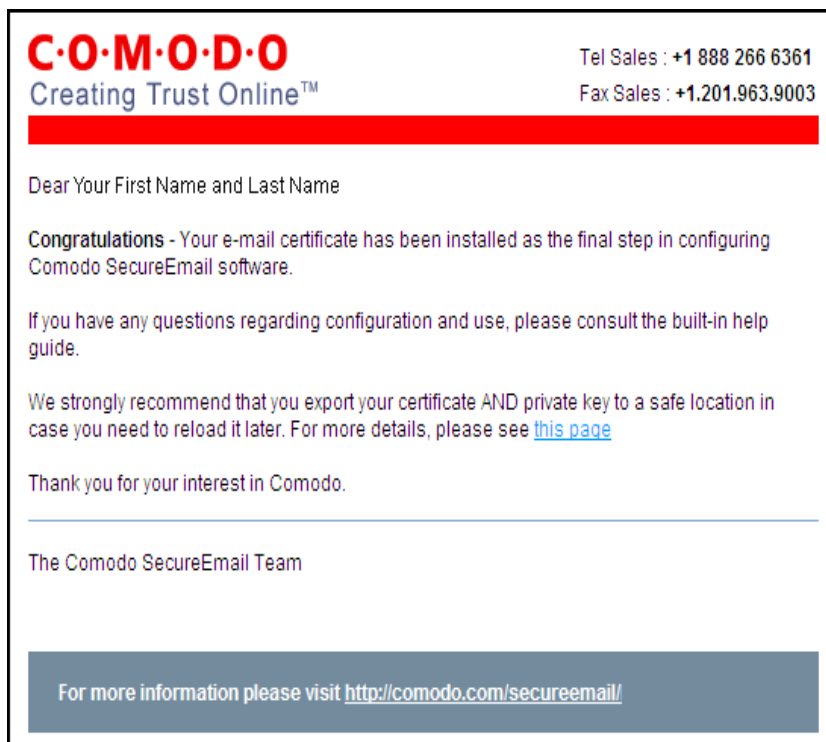 C·O·M·O·D·O
Creating Trust Online™
Tel Sales : +1 888 266 6361
Fax Sales : +1.201.963.9003
Dear Your First Name and Last Name
Congratulations - Your e-mail certificate has been installed as the final step in configuring
Comodo SecureEmail software.
If you have any questions regarding configuration and use, please consult the built-in help
guide.
We strongly recommend that you export your certificate AND private key to a safe location in
case you need to reload it later. For more details, please see this page
Thank you for your interest in Comodo.
The Comodo SecureEmail Team
For more information please visit http://comodo.com/secureemail/